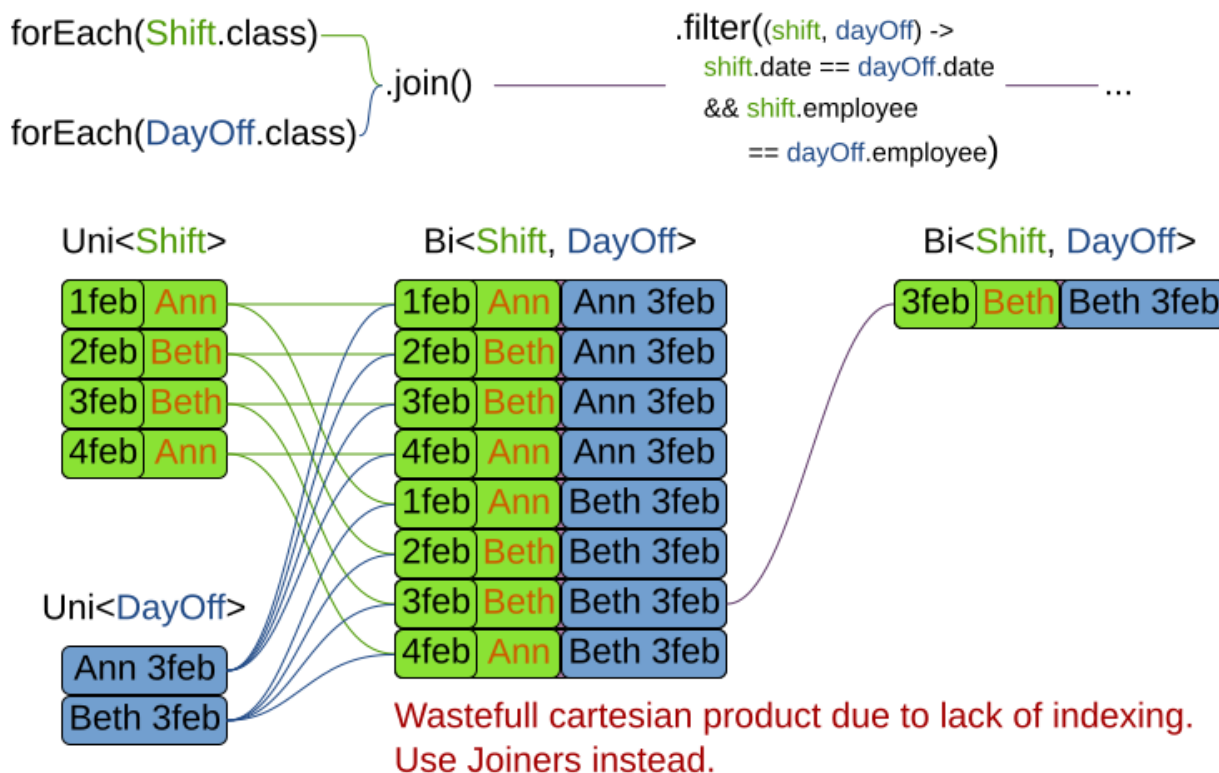 forEach(Shift.class)
forEach(DayOff.class)
.join()
.filter((shift, dayOff) ->
shift.date == dayOff.date
&& shift.employee
== dayOff.employee)
...
Uni<Shift>
1feb Ann
2feb Beth
3feb Beth
4feb Ann
Uni<DayOff>
Ann 3feb
Beth 3feb
Bi<Shift, DayOff>
1feb Ann Ann 3feb
2feb Beth Ann 3feb
3feb Beth Ann 3feb
4feb Ann Ann 3feb
1feb Ann Beth 3feb
2feb Beth Beth 3feb
3feb Beth Beth 3feb
4feb Ann Beth 3feb
Bi<Shift, DayOff>
3feb Beth Beth 3feb
Wastefull cartesian product due to lack of indexing.
Use Joiners instead.